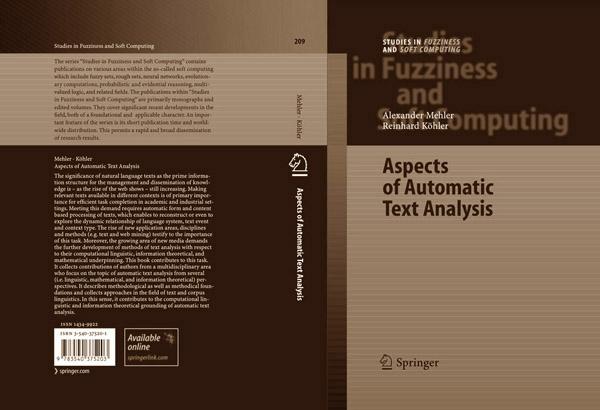 Studies in Fuzziness and Soft Computing
The series "Studies in Fuzziness and Soft Computing" contains
publications on various areas within the so-called soft computing
which include fuzzy sets, rough sets, neural networks, evolution-
ary computations, probabilistic and evidential reasoning, multi-
valued logic, and related fields. The publications within "Studies
in Fuzziness and Soft Computing" are primarily monographs and
edited volumes. They cover significant recent developments in the
field, both of a foundational and applicable character. An impor-
tant feature of the series is its short publication time and world-
wide distribution. This permits a rapid and broad dissemination
of research results.
Mehler · Köhler
Aspects of Automatic Text Analysis
The significance of natural language texts as the prime informa-
tion structure for the management and dissemination of knowl-
edge is – as the rise of the web shows – still increasing. Making
relevant texts available in different contexts is of primary impor-
tance for efficient task completion in academic and industrial set-
tings. Meeting this demand requires automatic form and content
based processing of texts, which enables to reconstruct or even to
explore the dynamic relationship of language system, text event
and context type. The rise of new application areas, disciplines
and methods (e.g. text and web mining) testify to the importance
of this task. Moreover, the growing area of new media demands
the further development of methods of text analysis with respect
to their computational linguistic, information theoretical, and
mathematical underpinning. This book contributes to this task.
It collects contributions of authors from a multidisciplinary area
who focus on the topic of automatic text analysis from several
(i.e. linguistic, mathematical, and information theoretical) per-
spectives. It describes methodological as well as methodical foun-
dations and collects approaches in the field of text and corpus
linguistics. In this sense, it contributes to the computational lin-
guistic and information theoretical grounding of automatic text
analysis.
ISSN 1434-9922
ISBN 3-540-37520-1
9 783540 375203
Available
online
springerlink.com
› springer.com
209
Mehler · Köhler
Aspects of Automatic Text Analysis
STUDIES IN FUZZINESS
AND SOFT COMPUTING
Studies
in Fuzziness
and
Soft Computing
Alexander Mehler
Reinhard Köhler
Aspects
of Automatic
Text Analysis
Springer